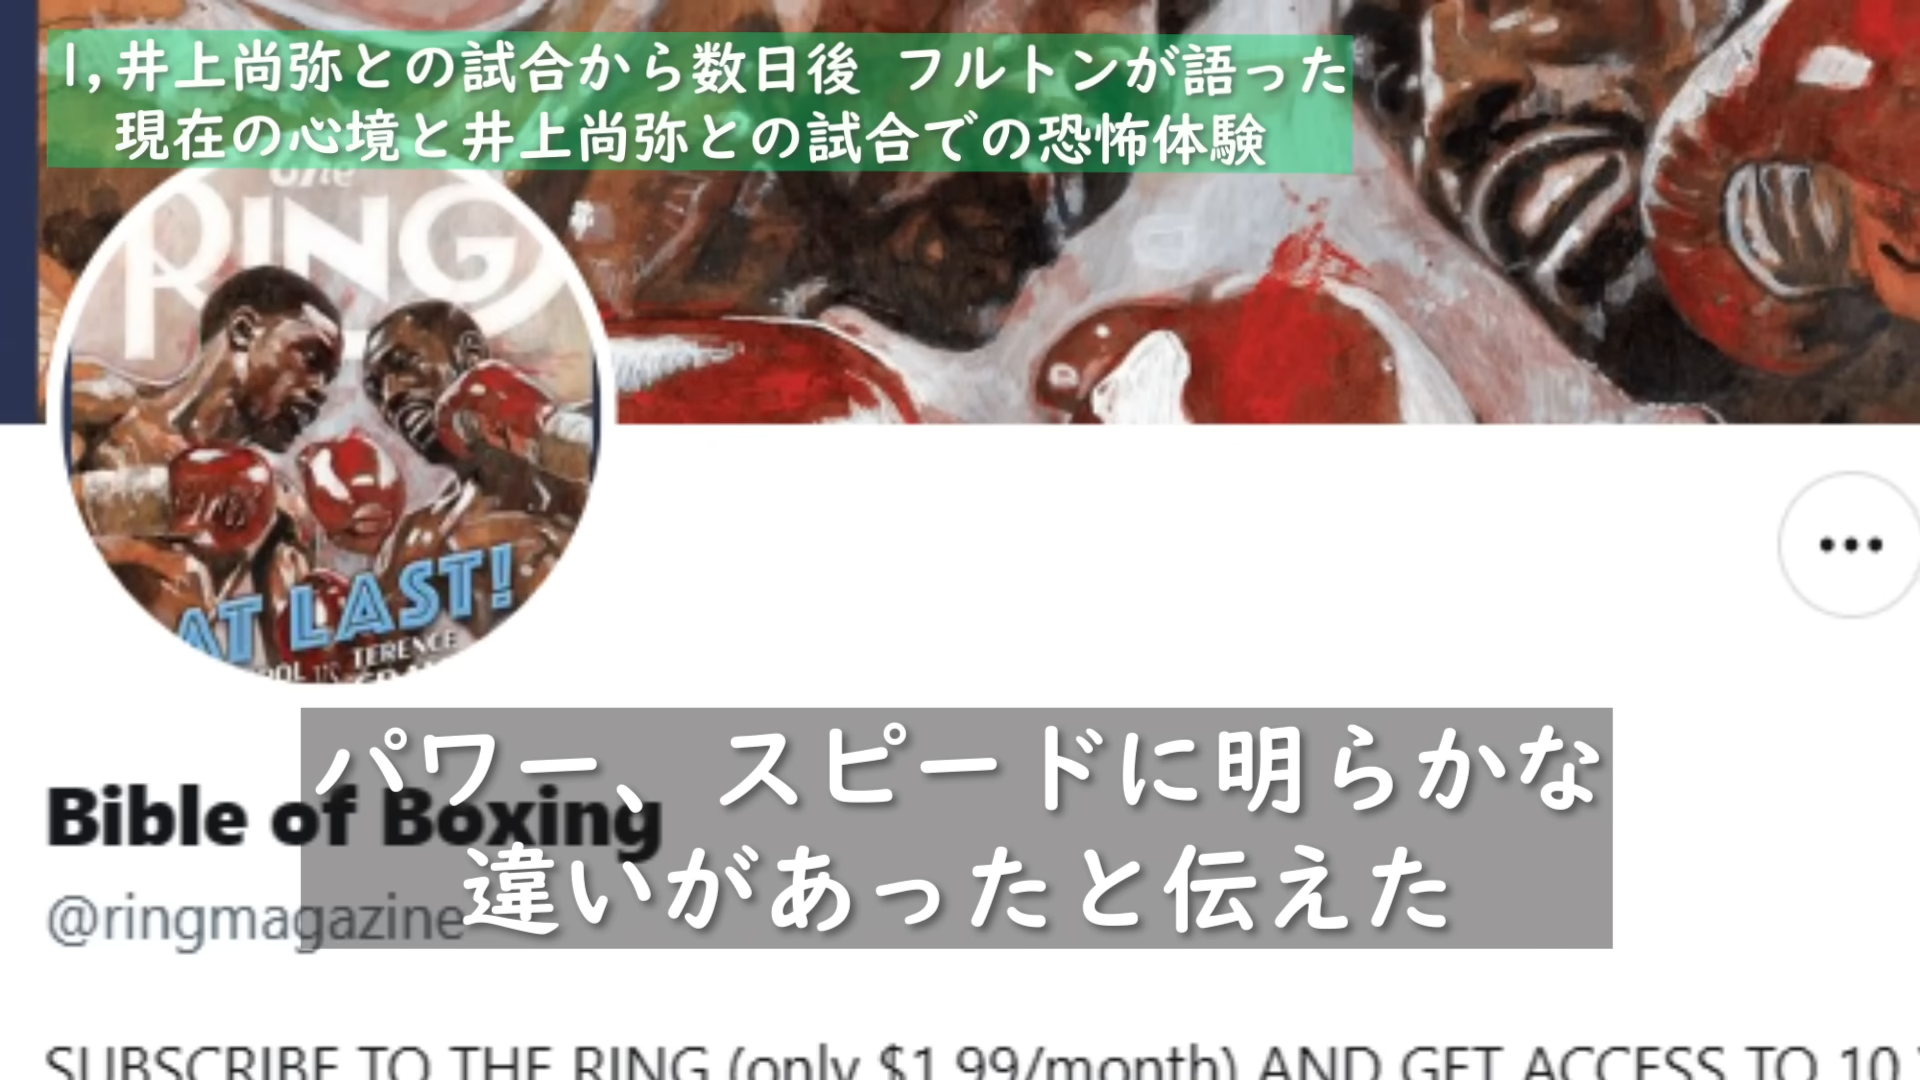 1,井上尚弥との試合から数日後 フルトンが語った
現在の心境と井上尚弥との試合での恐怖体験
The
RING
AT LAST!
TERENCE
パワー、スピードに明らかな
違いがあったと伝えた
Bible of Boxing
@ringmagazine
SUBSCRIBE TO THE RING (only $1.99/month) AND GET ACCESS TO 10